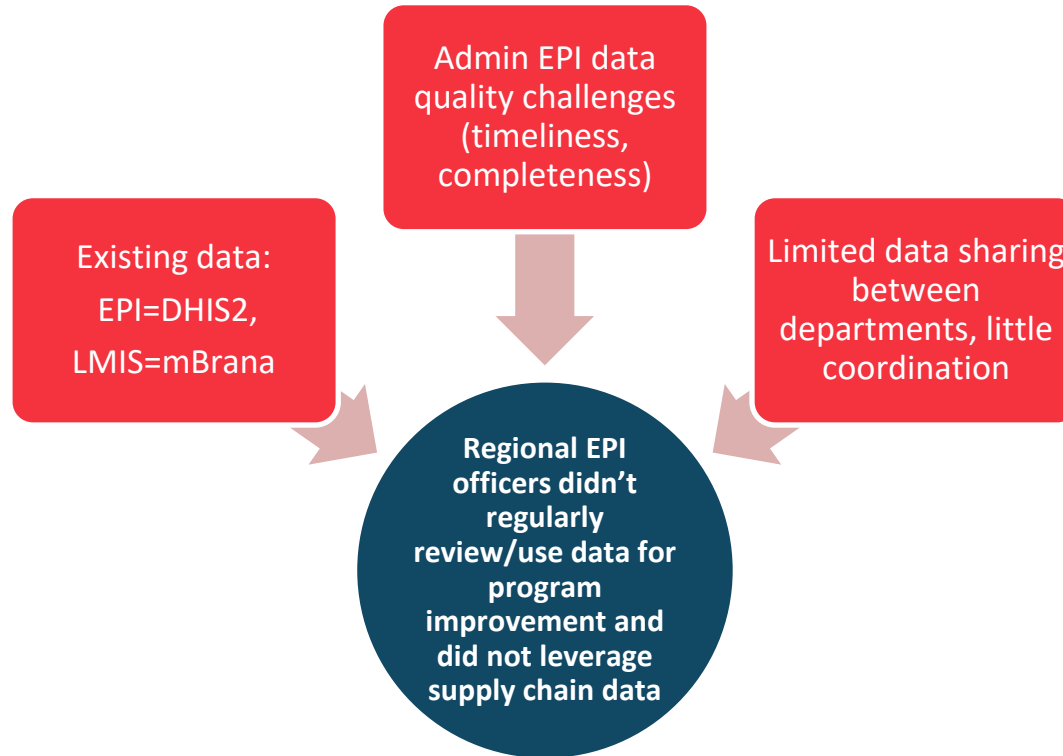 Admin EPI data
quality challenges
(timeliness,
completeness)
Existing data:
EPI=DHIS2,
LMIS=mBrana
Limited data sharing
between
departments, little
coordination
Regional EPI
officers didn’t
regularly
review/use data for
program
improvement and
did not leverage
supply chain data